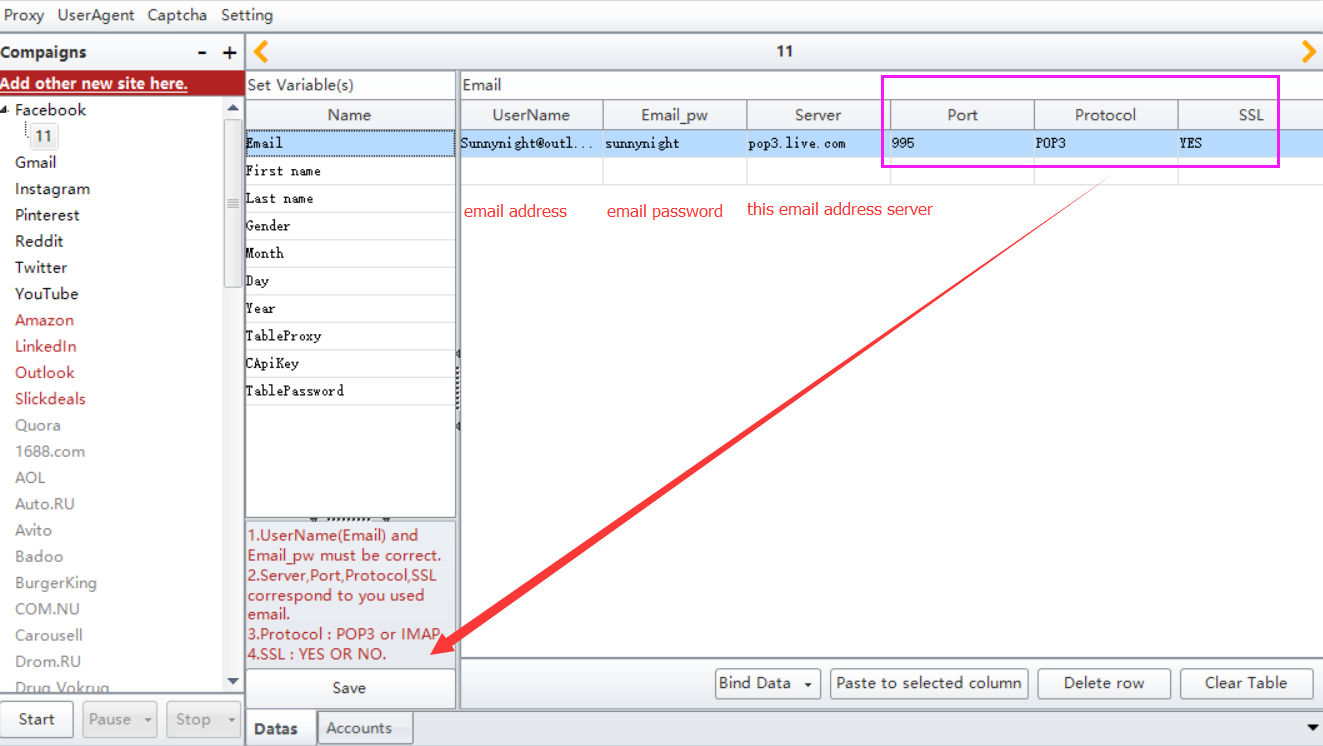 Proxy UserAgent Captcha Setting
Compaigns - +
11
Add other new site here.
Facebook
11
Gmail
Instagram
Pinterest
Reddit
Twitter
YouTube
Amazon
LinkedIn
Outlook
Slickdeals
Quora
1688.com
AOL
Auto.RU
Avito
Badoo
BurgerKing
COM.NU
Carousell
Drom.RU
Drug Vokrug
Start Pause Stop
Set Variable(s)
Name
Email
First name
Last name
Gender
Month
Day
Year
TableProxy
CApiKey
TablePassword
1.UserName(Email) and
Email_pw must be correct.
2.Server,Port,Protocol,SSL
correspond to you used
email.
3.Protocol : POP3 or IMAP
4.SSL : YES OR NO.
Save
Datas Accounts
Email
UserName Email_pw Server Port Protocol SSL
Sunnynight@outl... sunnynight pop3.live.com 995 POP3 YES
email address email password this email address server
Bind Data Paste to selected column Delete row Clear Table